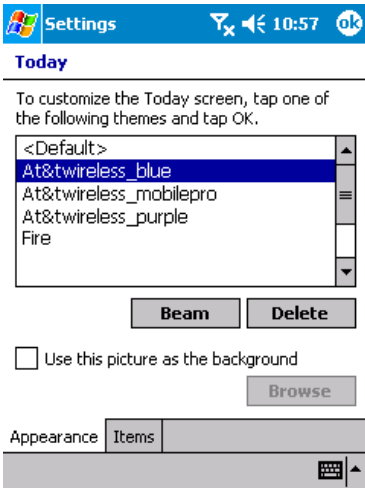 Settings 10:57 ok
Today
To customize the Today screen, tap one of
the following themes and tap OK.
<Default>
At&twireless_blue
At&twireless_mobilepro
At&twireless_purple
Fire
Beam Delete
Use this picture as the background
Browse
Appearance Items